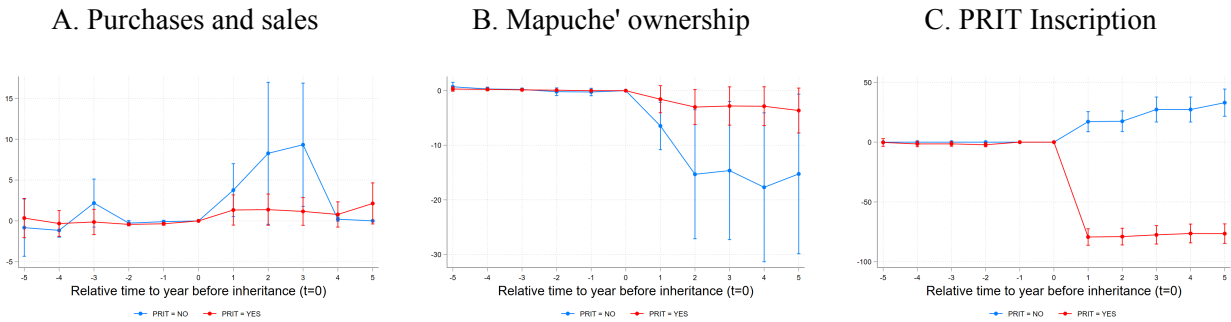 A. Purchases and sales
15
10
5
0
-5
-5 -4 -3 -2 -1 0 1 2 3 4 5
Relative time to year before inheritance (t=0)
PRIT = NO PRIT = YES
B. Mapuche' ownership
0
-10
-20
-30
-5 -4 -3 -2 -1 0 1 2 3 4 5
Relative time to year before inheritance (t=0)
PRIT = NO PRIT = YES
C. PRIT Inscription
50
0
-50
-100
-5 -4 -3 -2 -1 0 1 2 3 4 5
Relative time to year before inheritance (t=0)
PRIT = NO PRIT = YES